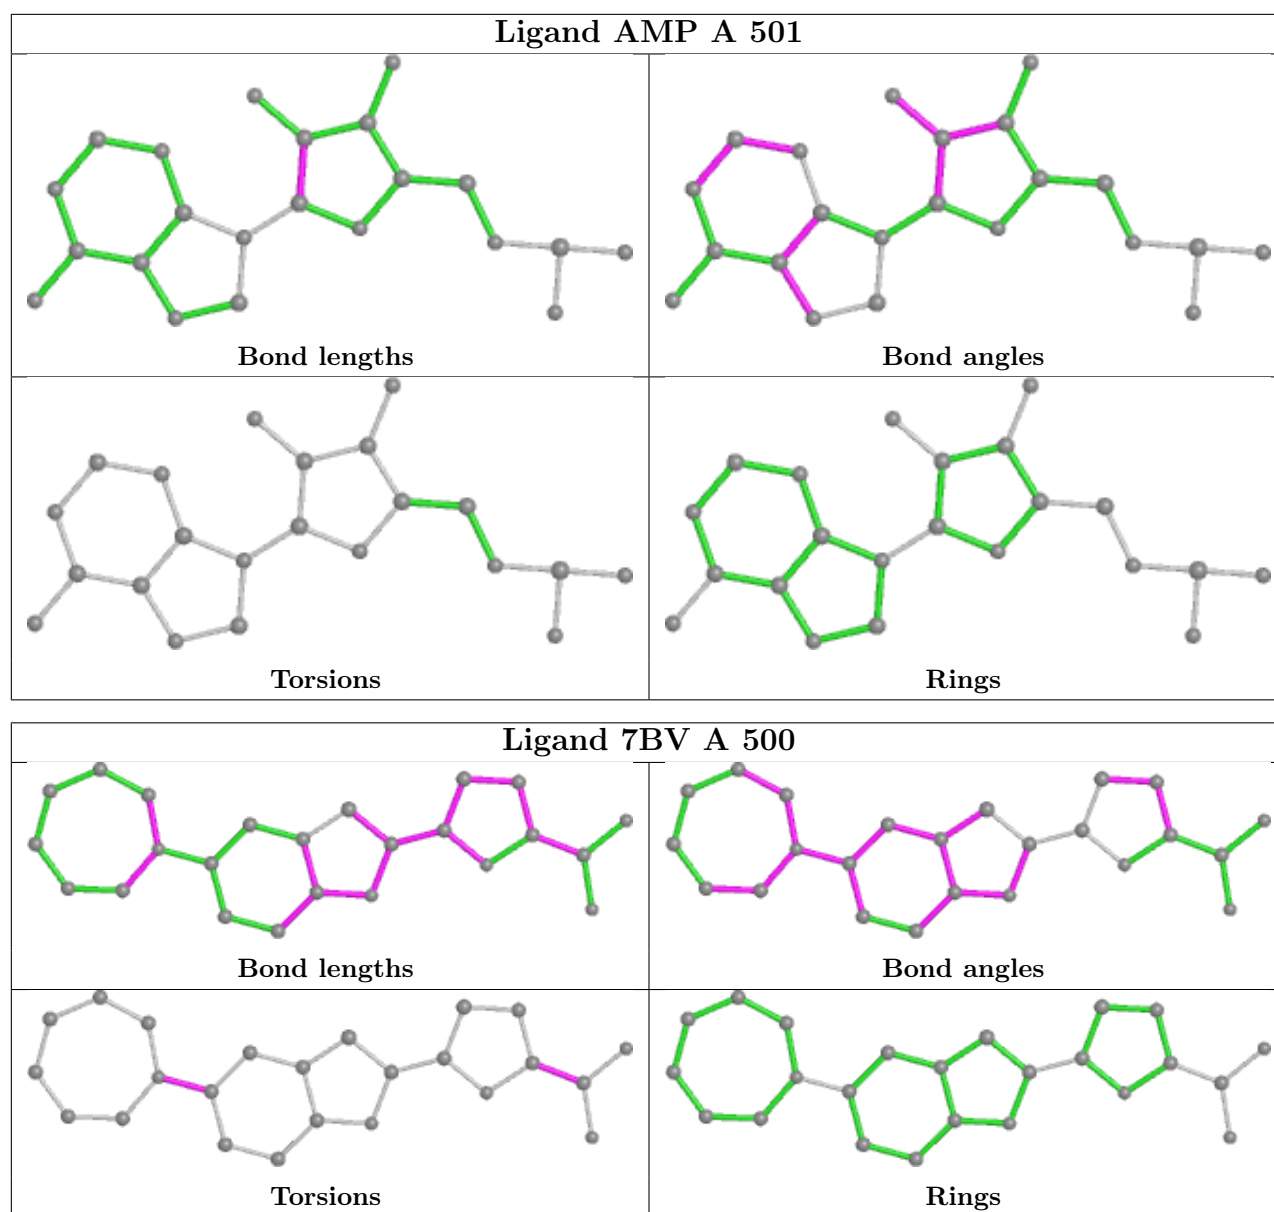 Ligand AMP A 501
Bond lengths
Bond angles
Torsions
Rings
Ligand 7BV A 500
Bond lengths
Bond angles
Torsions
Rings